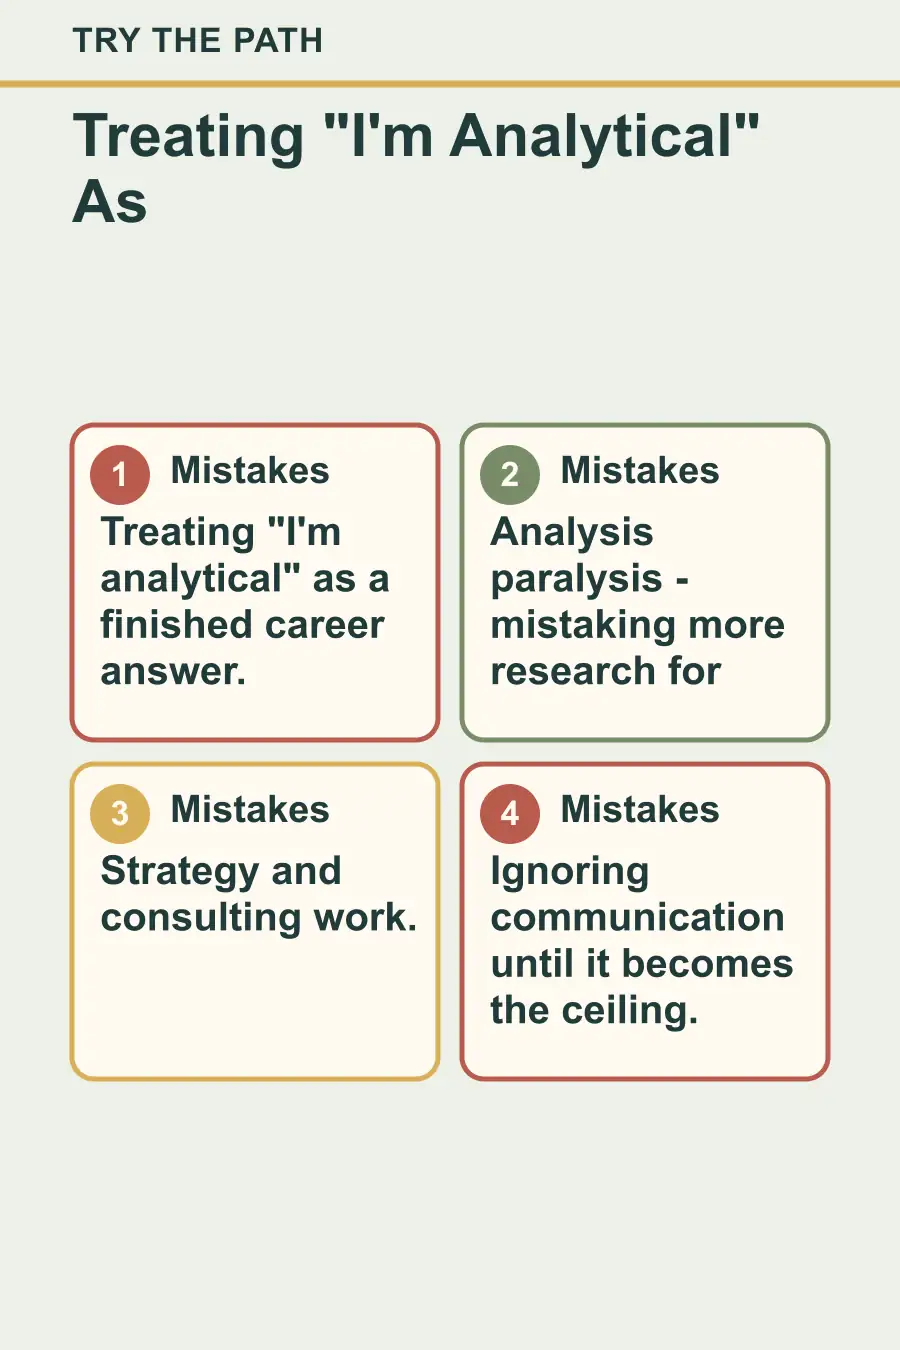 TRY THE PATH
Treating "I'm Analytical"
As
1 Mistakes
Treating "I'm
analytical" as a
finished career
answer.
2 Mistakes
Analysis
paralysis -
mistaking more
research for
3 Mistakes
Strategy and
consulting work.
4 Mistakes
Ignoring
communication
until it becomes
the ceiling.